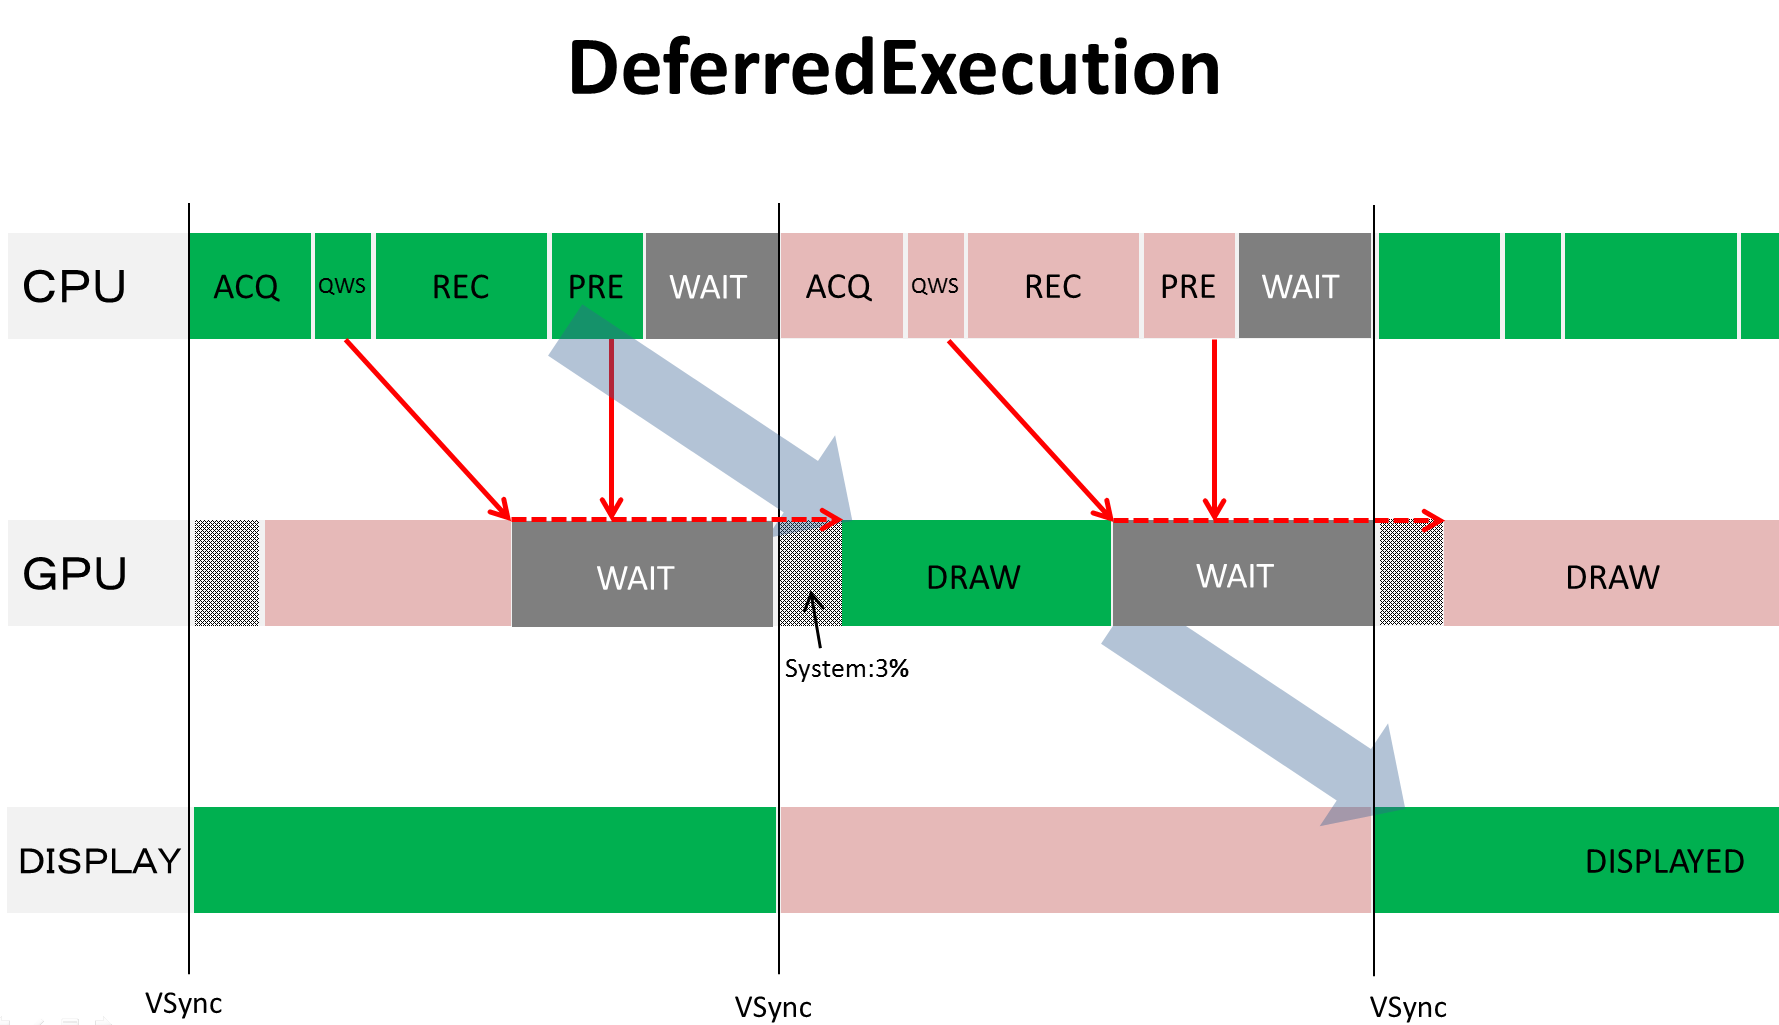 DeferredExecution
CPU
ACQ
QWS
REC
PRE
WAIT
ACQ
QWS
REC
PRE
WAIT
GPU
WAIT
DRAW
WAIT
DRAW
System:3%
DISPLAY
DISPLAYED
VSync
VSync
VSync